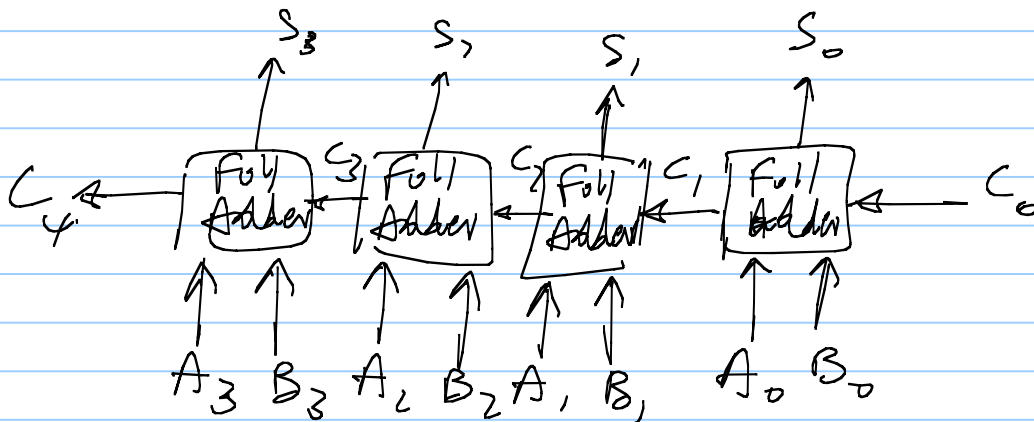 S₃ S₂ S₁ S₀
C₄ Full Adder C₃ Full Adder C₂ Full Adder C₁ Full Adder C₀
A₃ B₃ A₂ B₂ A₁ B₁ A₀ B₀